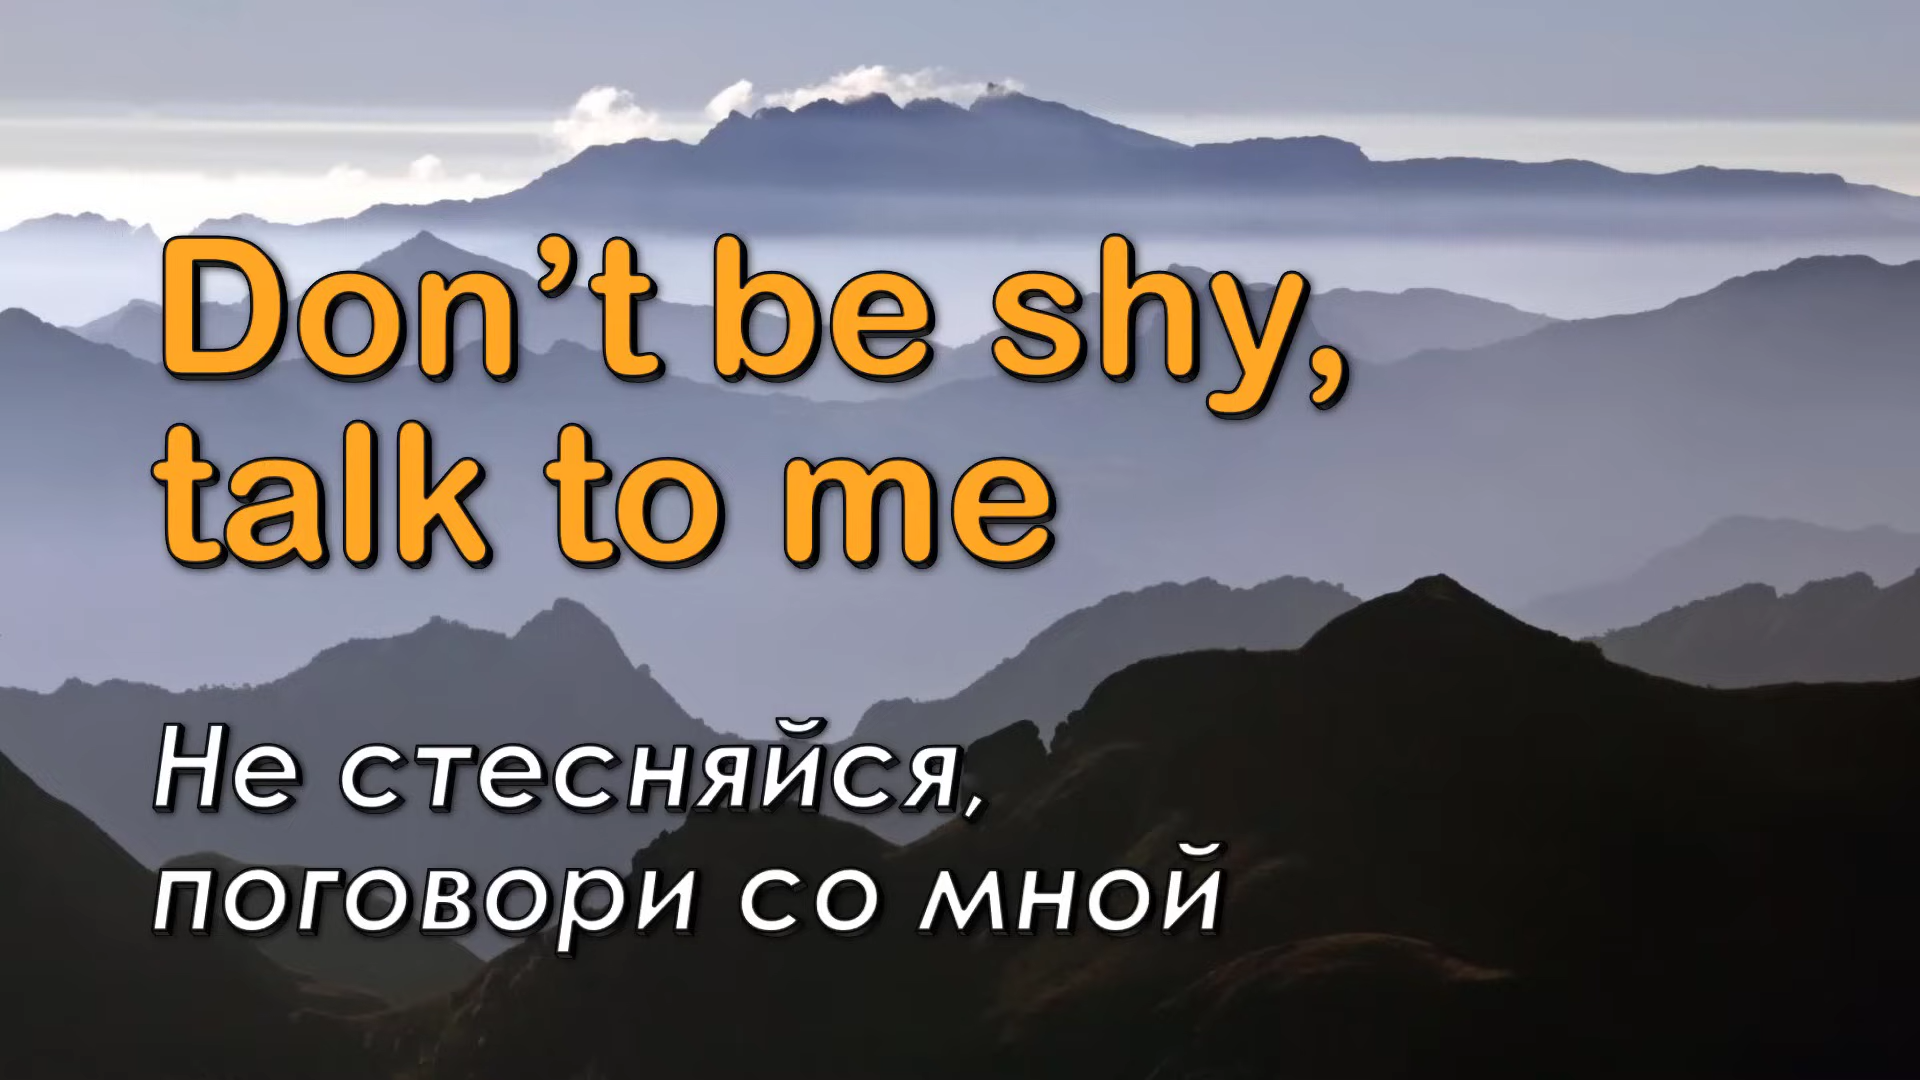 Don’t be shy,
talk to me
Не стесняйся,
поговори со мной